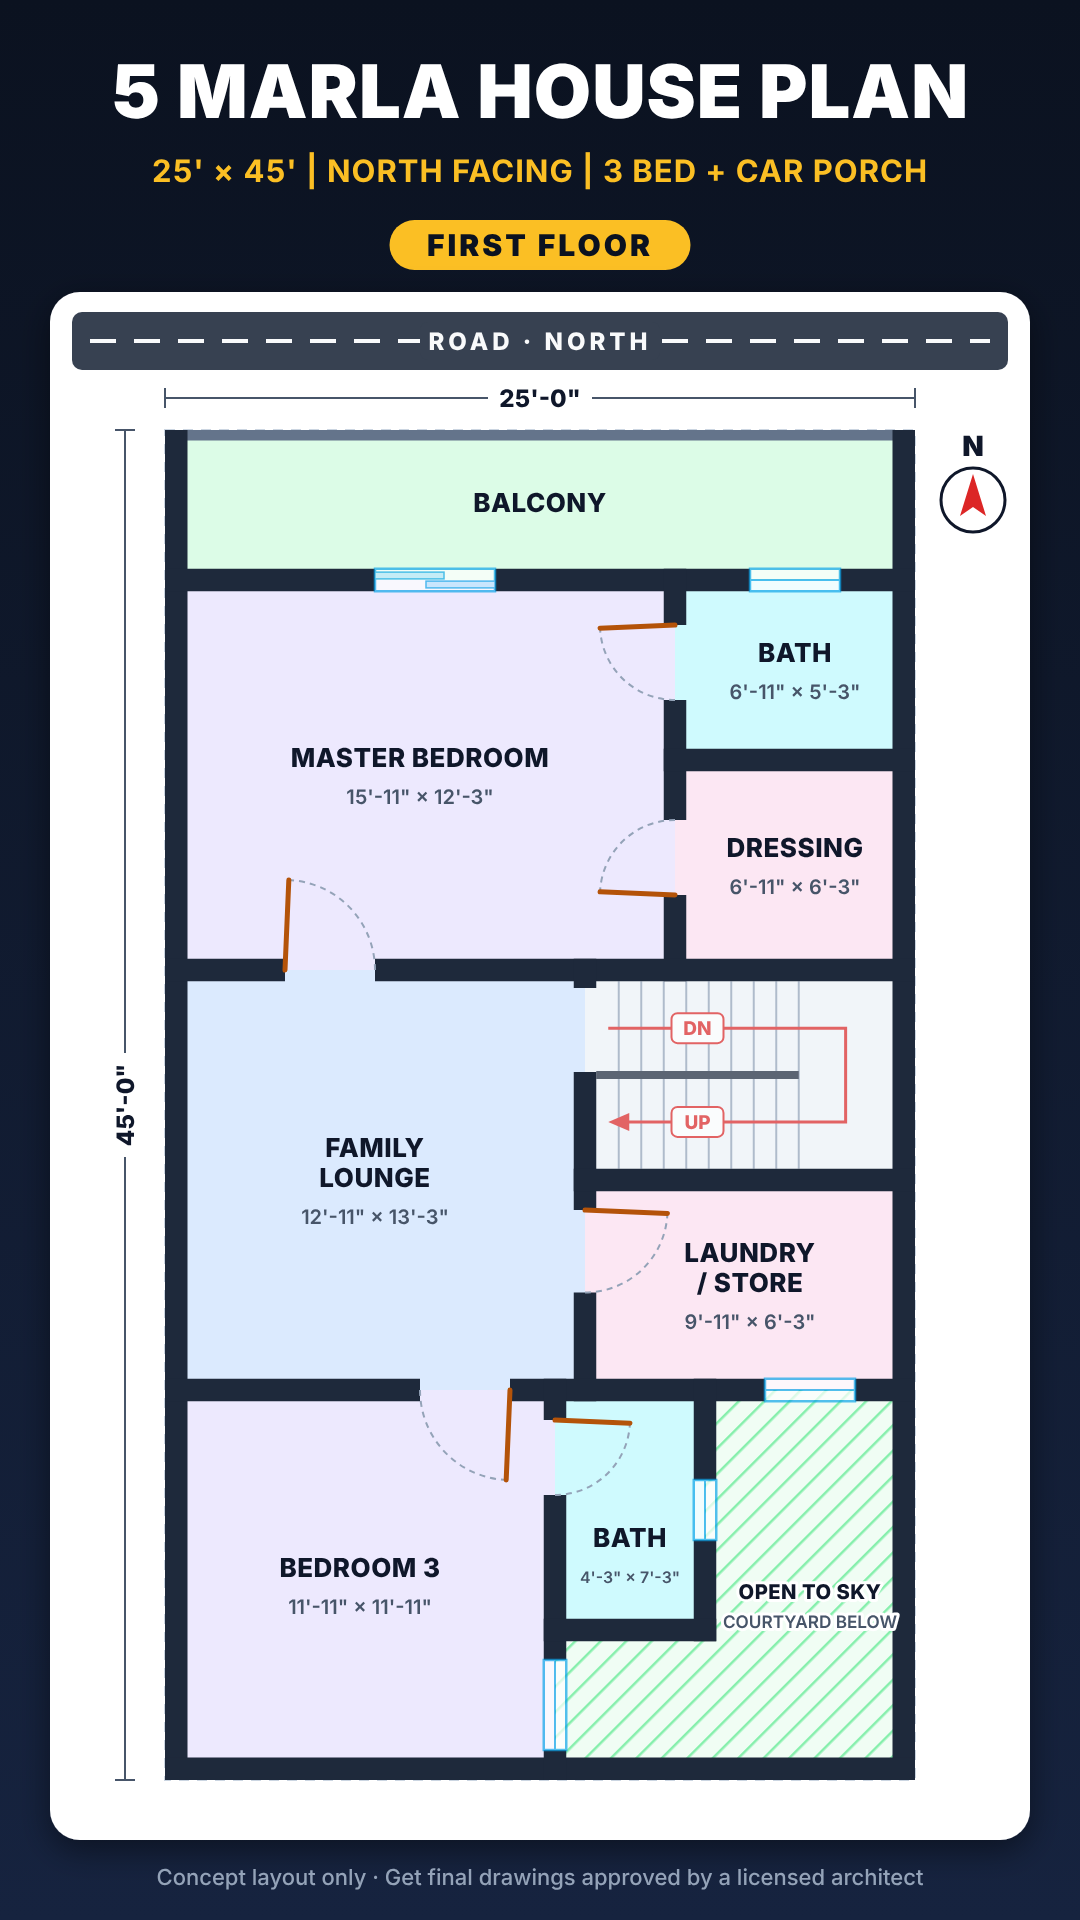 5 MARLA HOUSE PLAN
25' × 45' | NORTH FACING | 3 BED + CAR PORCH
FIRST FLOOR
ROAD · NORTH
25'-0"
N
BALCONY
BATH
6'-11" × 5'-3"
MASTER BEDROOM
15'-11" × 12'-3"
DRESSING
6'-11" × 6'-3"
DN
45'-0"
UP
FAMILY
LOUNGE
12'-11" × 13'-3"
LAUNDRY
/ STORE
9'-11" × 6'-3"
BATH
4'-3" × 7'-3"
BEDROOM 3
11'-11" × 11'-11"
OPEN TO SKY
COURTYARD BELOW
Concept layout only · Get final drawings approved by a licensed architect